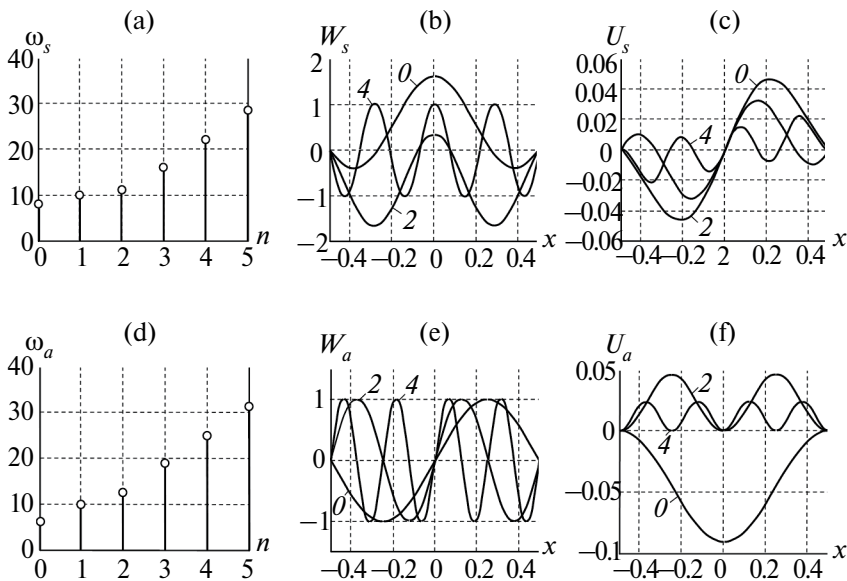 (a) (b) (c)
ωs Ws Us
40 2 0.06
30 1 0.04
20 0 0.02
10 −1 0
0 −2 −0.02
−0.04
−0.06
0 1 2 3 4 5 n
4 0 2
−0.4 −0.2 0 0.2 0.4 x
0 4 2
−0.4 −0.2 2 0.2 0.4 x
(d) (e) (f)
ωa Wa Ua
40 1 0.05
30 0 0
20 −1 −0.05
10 −0.1
0
0 1 2 3 4 5 n
2 4 0
−0.4 −0.2 0 0.2 0.4 x
2 4 0
−0.4 −0.2 0 0.2 0.4 x